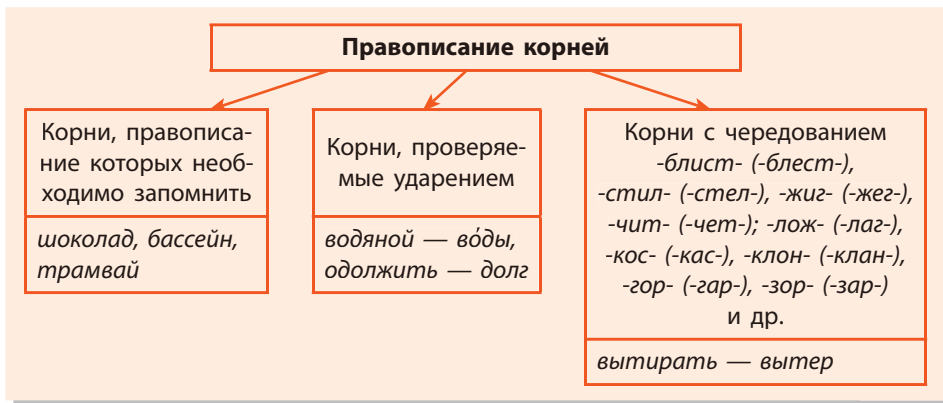 Правописание корней
Корни, правописа-
ние которых необ-
ходимо запомнить
шоколад, бассейн,
трамвай
Корни, проверяе-
мые ударением
водяной — во́ды,
одолжить — долг
Корни с чередованием
-блист- (-блест-),
-стил- (-стел-), -жиг- (-жег-),
-чит- (-чет-); -лож- (-лаг-),
-кос- (-кас-), -клон- (-клан-),
-гор- (-гар-), -зор- (-зар-)
и др.
вытирать — вытер